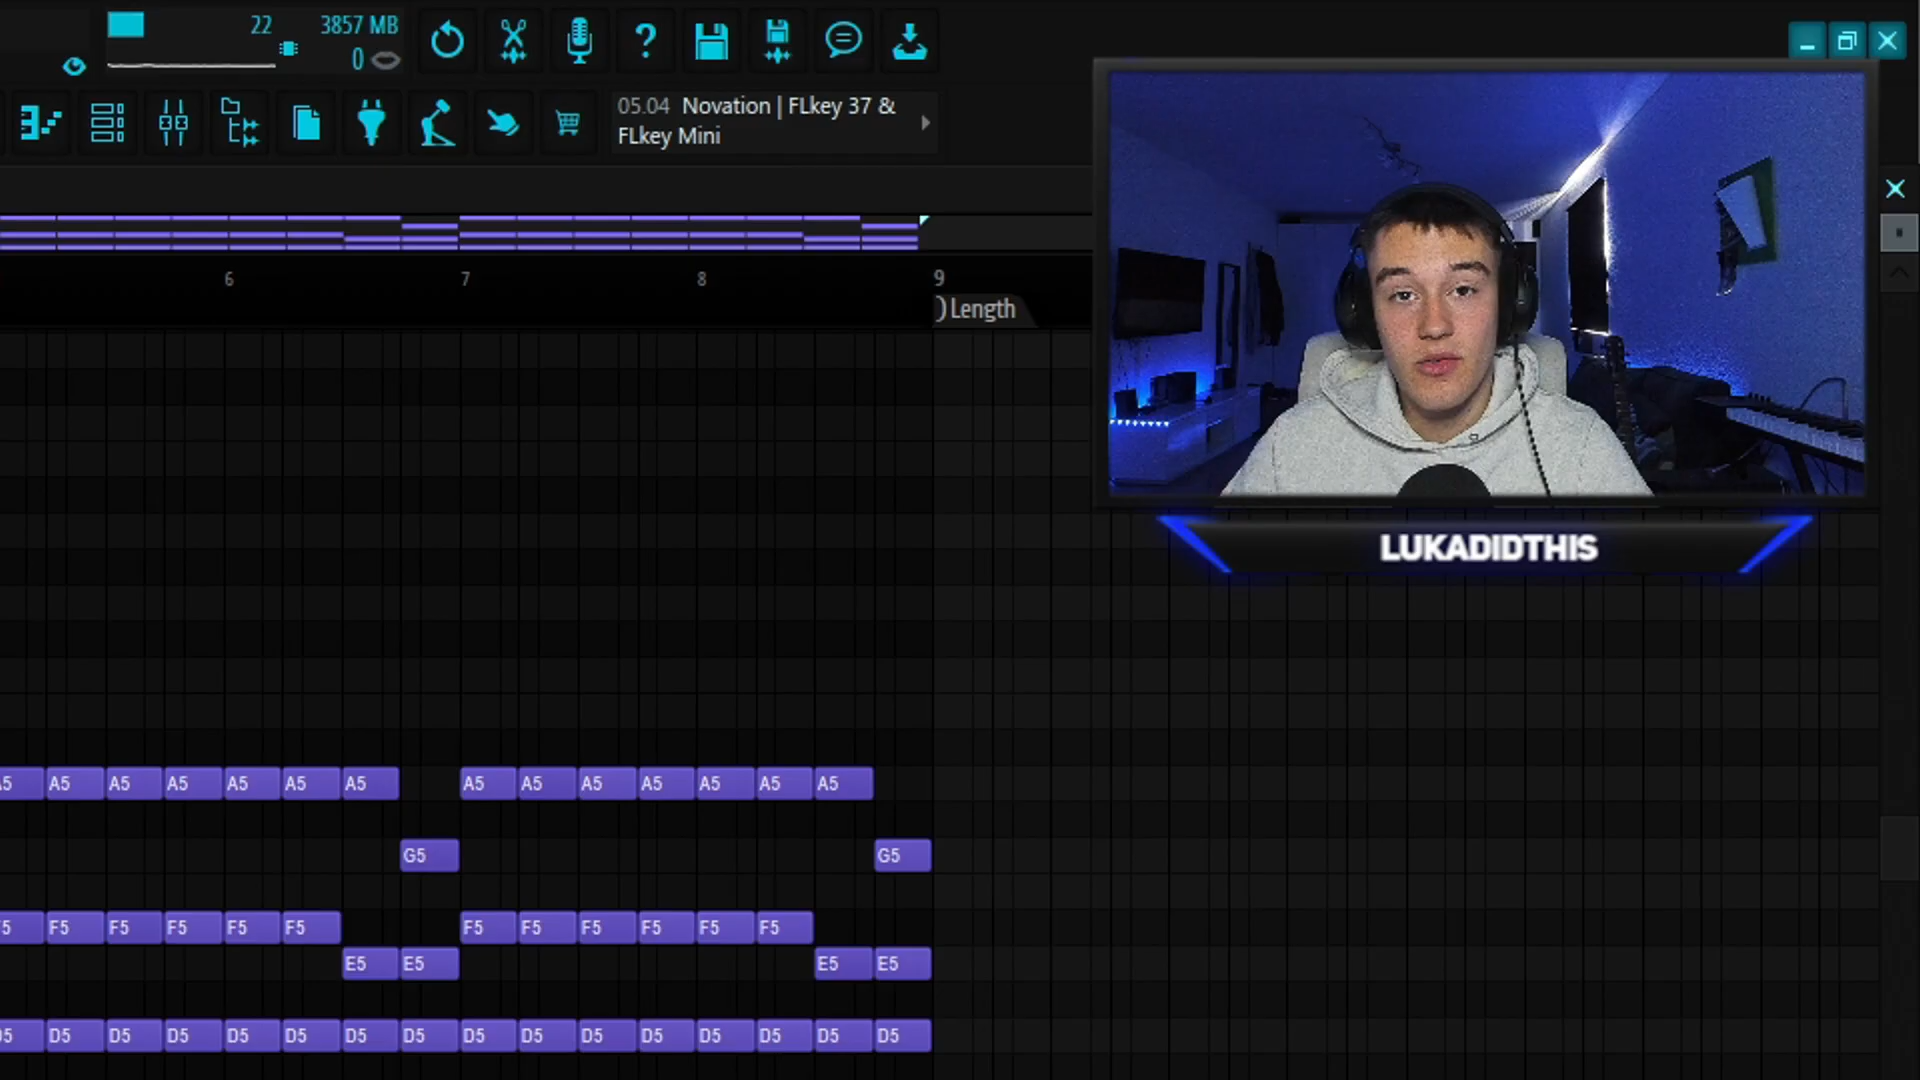 22
3857 MB
0
05.04 Novation | FLkey 37 &
FLkey Mini
6 7 8 9
Length
LUKADIDTHIS
A5 A5 A5 A5 A5 A5 A5 A5 A5 A5 A5 A5 A5
G5 G5
F5 F5 F5 F5 F5 F5 F5 F5 F5 F5 F5
E5 E5 E5 E5
D5 D5 D5 D5 D5 D5 D5 D5 D5 D5 D5 D5 D5 D5 D5